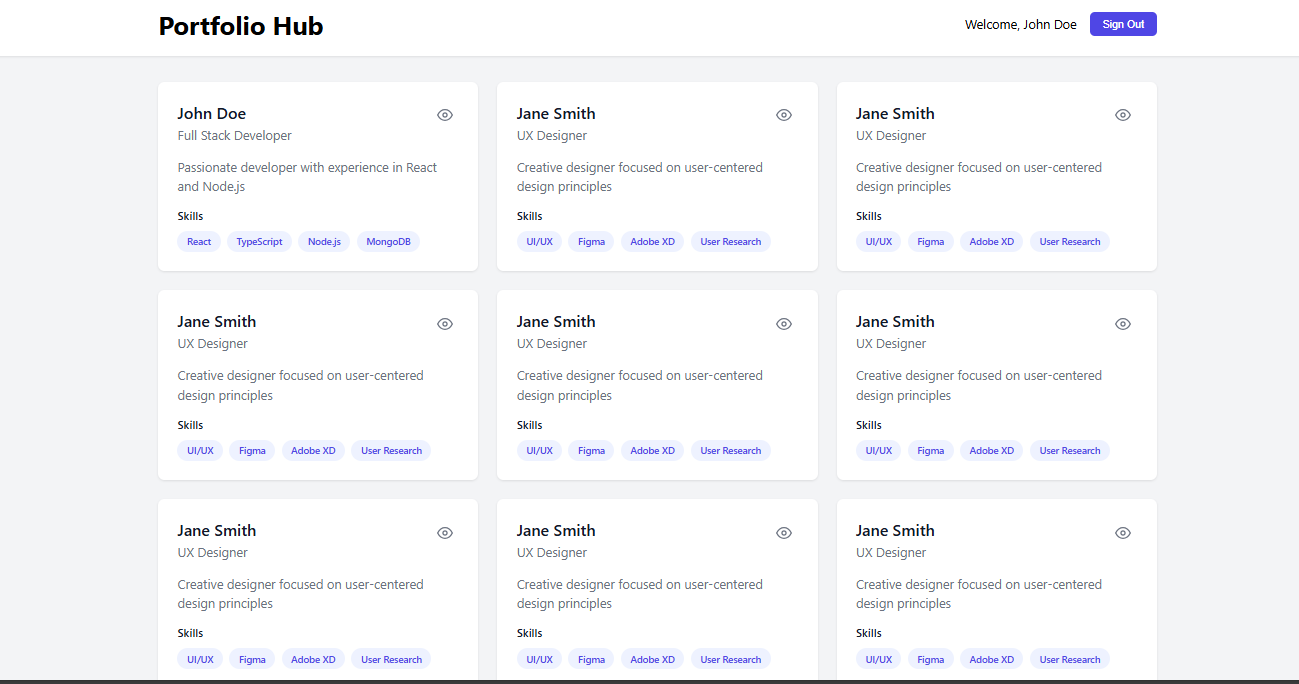 Portfolio Hub
Welcome, John Doe
Sign Out
John Doe
Full Stack Developer
Passionate developer with experience in React
and Node.js
Skills
React TypeScript Node.js MongoDB
Jane Smith
UX Designer
Creative designer focused on user-centered
design principles
Skills
UI/UX Figma Adobe XD User Research
Jane Smith
UX Designer
Creative designer focused on user-centered
design principles
Skills
UI/UX Figma Adobe XD User Research
Jane Smith
UX Designer
Creative designer focused on user-centered
design principles
Skills
UI/UX Figma Adobe XD User Research
Jane Smith
UX Designer
Creative designer focused on user-centered
design principles
Skills
UI/UX Figma Adobe XD User Research
Jane Smith
UX Designer
Creative designer focused on user-centered
design principles
Skills
UI/UX Figma Adobe XD User Research
Jane Smith
UX Designer
Creative designer focused on user-centered
design principles
Skills
UI/UX Figma Adobe XD User Research
Jane Smith
UX Designer
Creative designer focused on user-centered
design principles
Skills
UI/UX Figma Adobe XD User Research
Jane Smith
UX Designer
Creative designer focused on user-centered
design principles
Skills
UI/UX Figma Adobe XD User Research